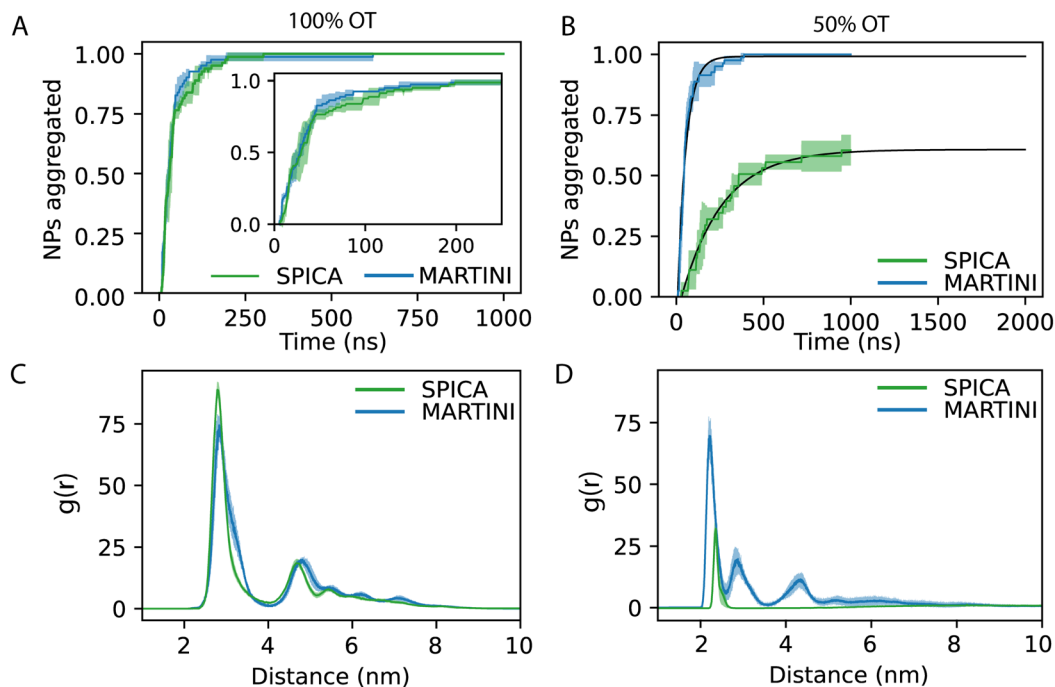 A
100% OT
NPs aggregated
1.00
0.75
0.50
0.25
0.00
1.0
0.5
0.0
0 100 200
SPICA MARTINI
0 250 500 750 1000
Time (ns)
B
50% OT
NPs aggregated
1.00
0.75
0.50
0.25
0.00
SPICA
MARTINI
0 500 1000 1500 2000
Time (ns)
C
g(r)
75
50
25
0
SPICA
MARTINI
2 4 6 8 10
Distance (nm)
D
g(r)
75
50
25
0
SPICA
MARTINI
2 4 6 8 10
Distance (nm)